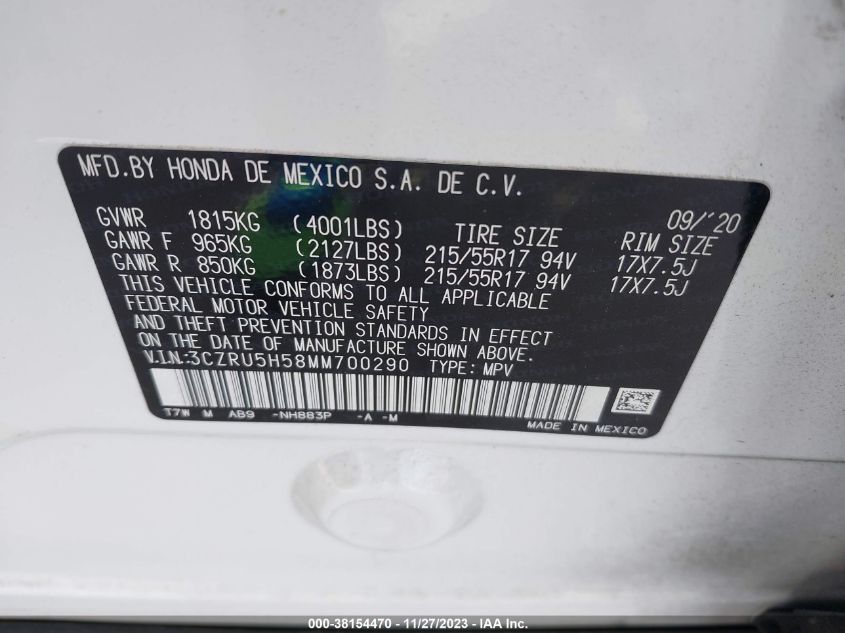 MFD.BY HONDA DE MEXICO S.A. DE C.V.
09/'20
GVWR 1815KG (4001LBS) TIRE SIZE RIM SIZE
GAWR F 965KG (2127LBS) 215/55R17 94V 17X7.5J
GAWR R 850KG (1873LBS) 215/55R17 94V 17X7.5J
THIS VEHICLE CONFORMS TO ALL APPLICABLE
FEDERAL MOTOR VEHICLE SAFETY
AND THEFT PREVENTION STANDARDS IN EFFECT
ON THE DATE OF MANUFACTURE SHOWN ABOVE.
V.I.N.:3CZRU5H58MM700290 TYPE: MPV
T7W M AB9 -NH883P -A -M
MADE IN MEXICO
000-38154470 - 11/27/2023 - IAA Inc.